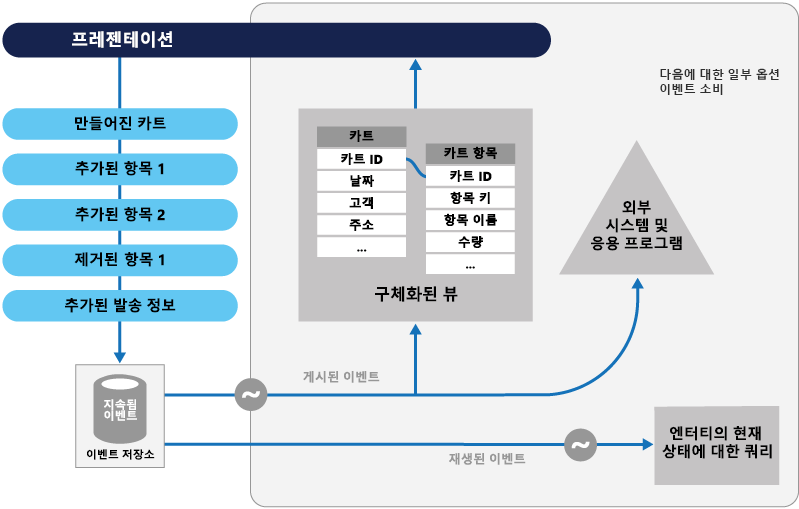 프레젠테이션
다음에 대한 일부 옵션
이벤트 소비
만들어진 카트
추가된 항목 1
추가된 항목 2
제거된 항목 1
추가된 발송 정보
지속됨
이벤트
이벤트 저장소
카트
카트 ID
날짜
고객
주소
...
카트 항목
카트 ID
항목 키
항목 이름
수량
...
구체화된 뷰
외부
시스템 및
응용 프로그램
게시된 이벤트
재생된 이벤트
엔터티의 현재
상태에 대한 쿼리